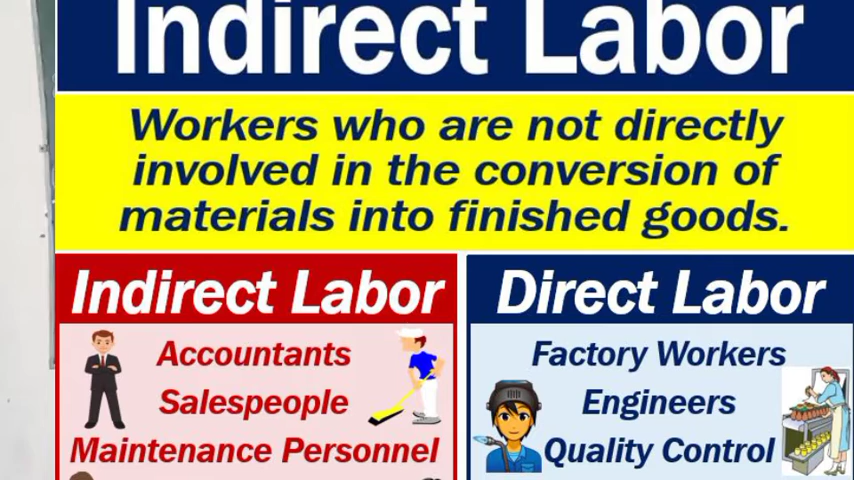 Indirect Labor
Workers who are not directly
involved in the conversion of
materials into finished goods.
Indirect Labor
Direct Labor
Accountants
Salespeople
Maintenance Personnel
Factory Workers
Engineers
Quality Control